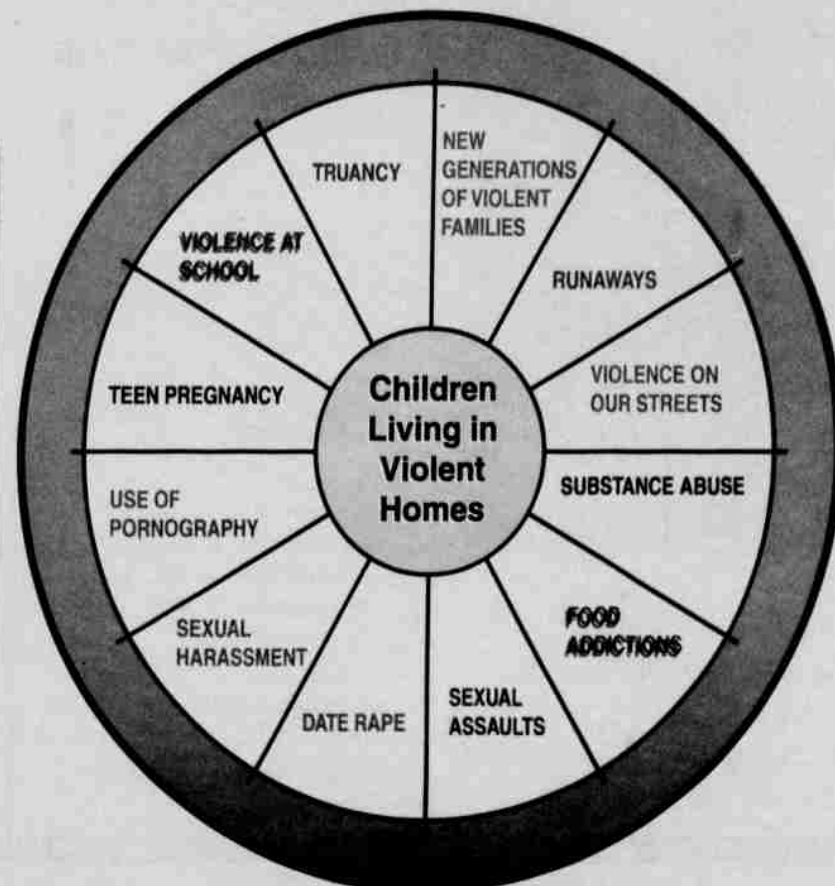 Children
Living in
Violent
Homes
NEW
GENERATIONS
OF VIOLENT
FAMILIES
RUNAWAYS
VIOLENCE ON
OUR STREETS
SUBSTANCE ABUSE
FOOD
ADDICTIONS
SEXUAL
ASSAULTS
DATE RAPE
SEXUAL
HARASSMENT
USE OF
PORNOGRAPHY
TEEN PREGNANCY
VIOLENCE AT
SCHOOL
TRUANCY